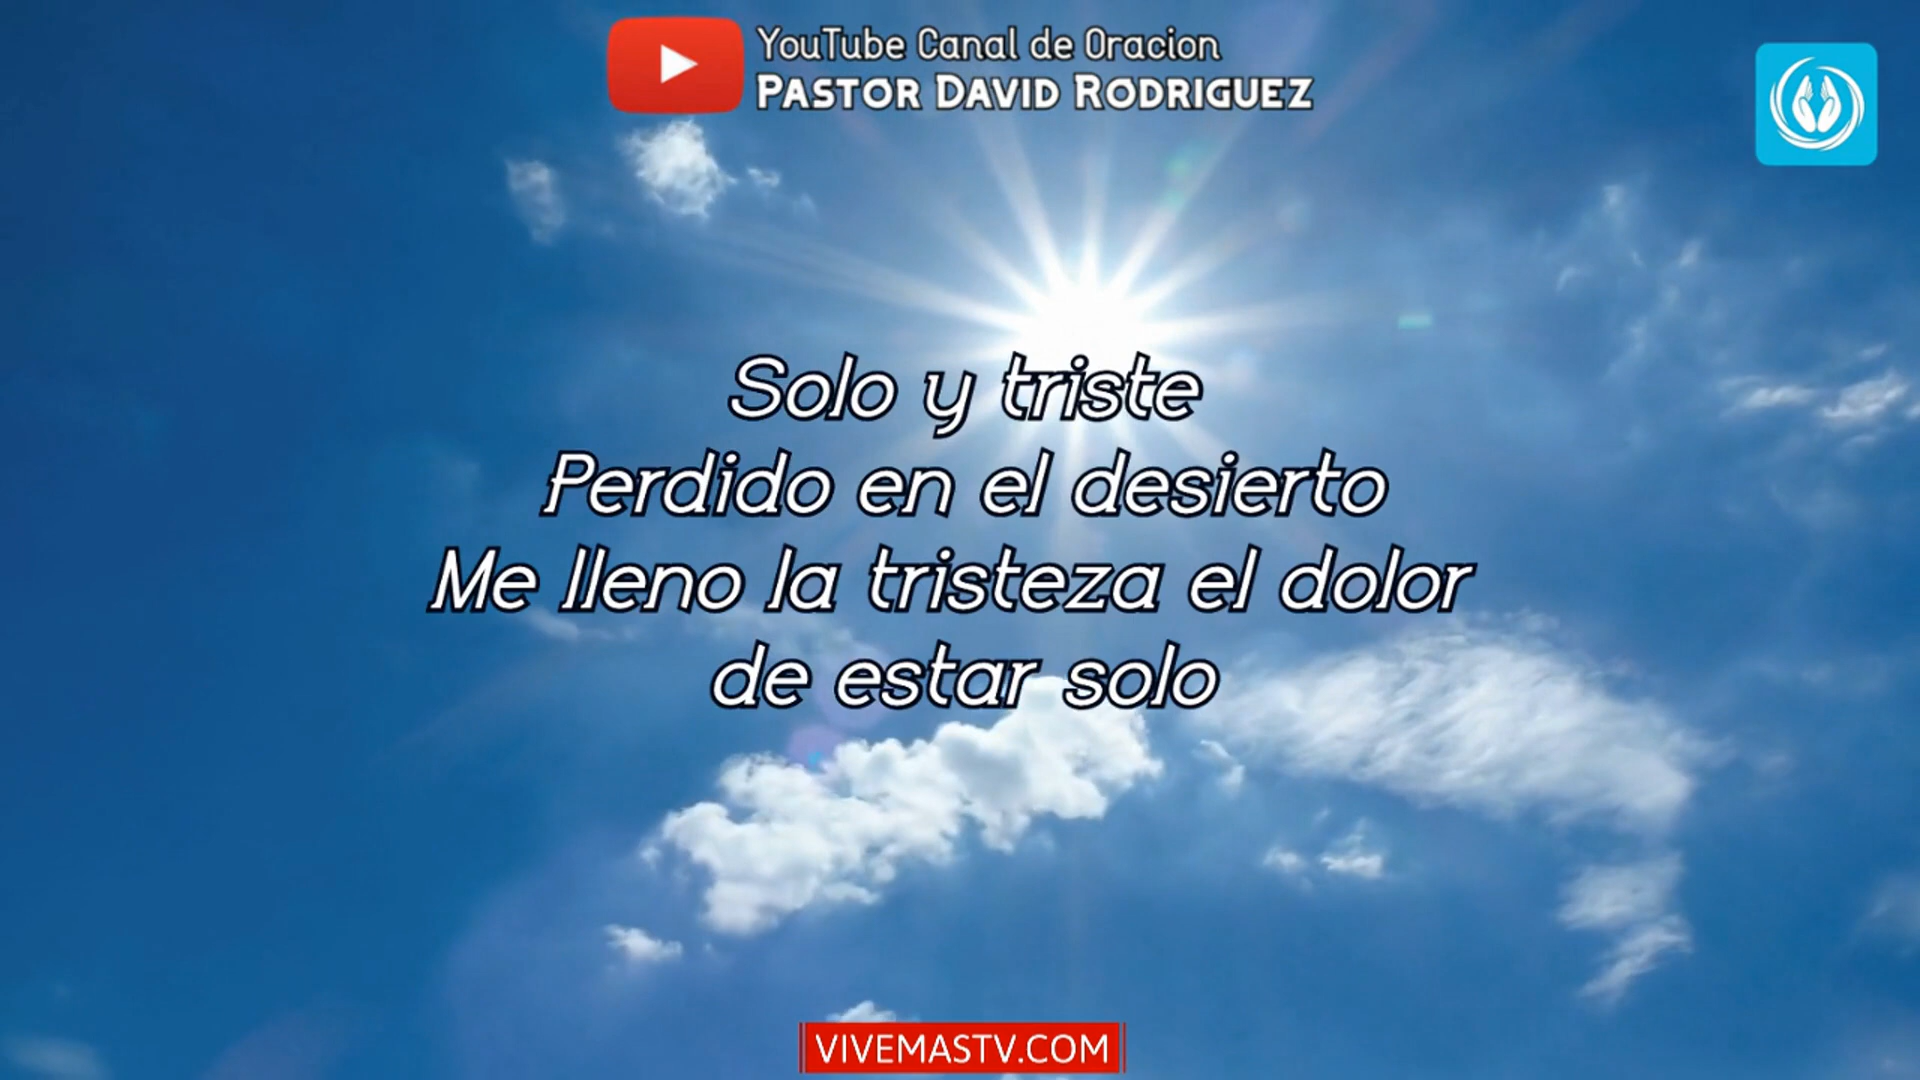 YouTube Canal de Oracion
PASTOR DAVID RODRIGUEZ
Solo y triste
Perdido en el desierto
Me lleno la tristeza el dolor
de estar solo
VIVEMASTV.COM